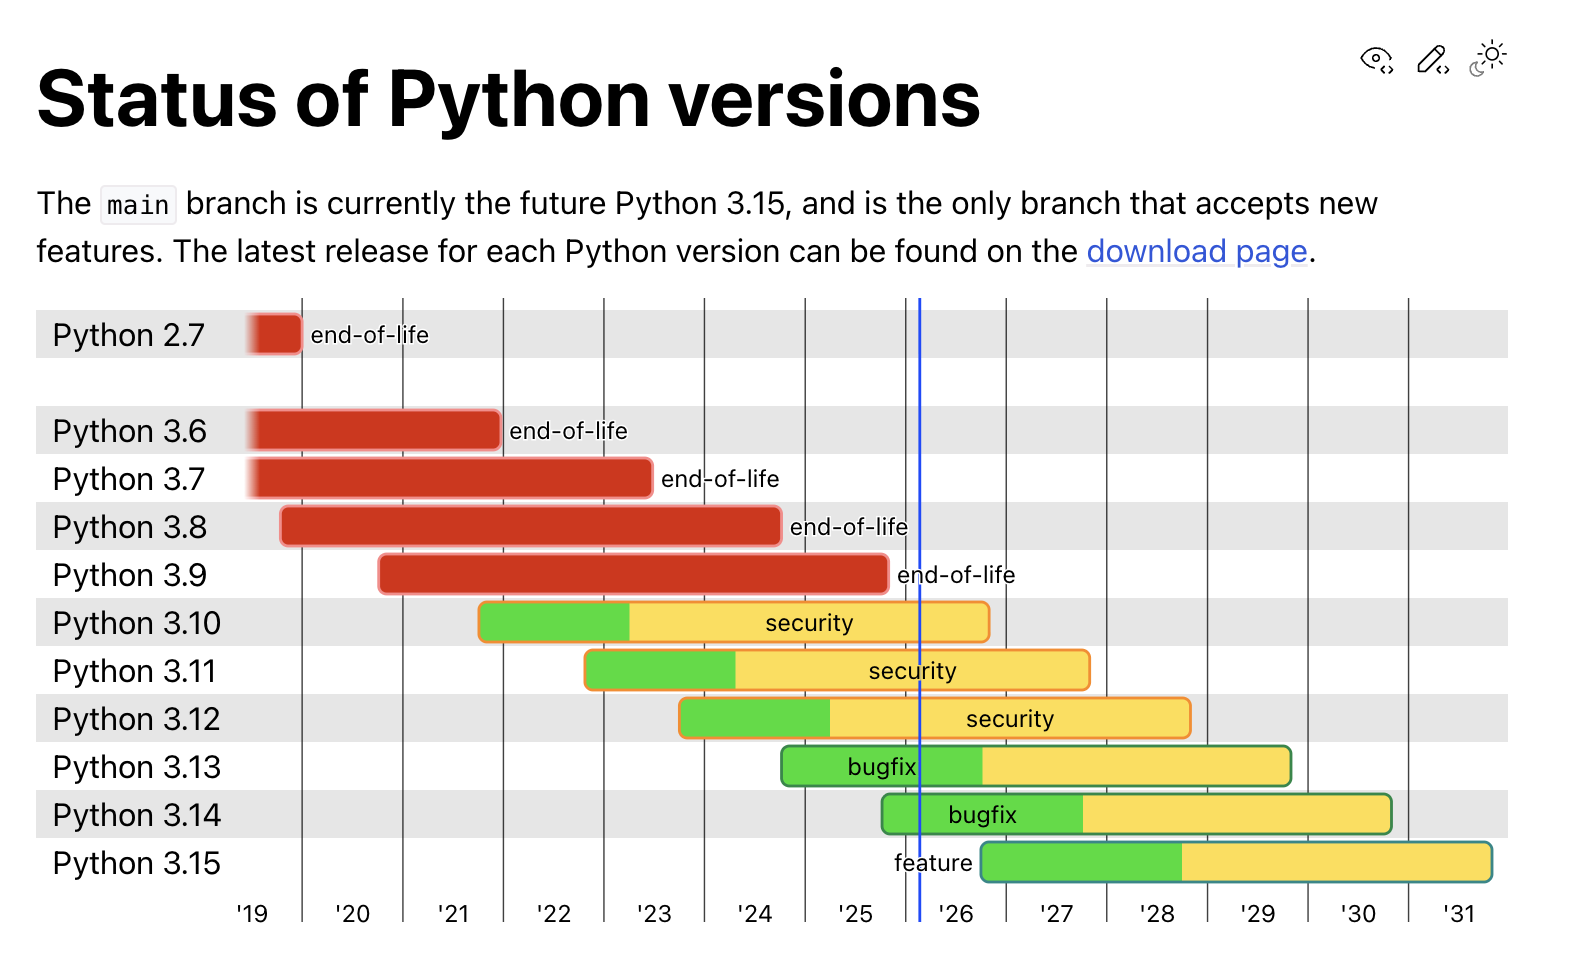 Status of Python versions
The main branch is currently the future Python 3.15, and is the only branch that accepts new
features. The latest release for each Python version can be found on the download page.
Python 2.7 end-of-life
Python 3.6 end-of-life
Python 3.7 end-of-life
Python 3.8 end-of-life
Python 3.9 end-of-life
Python 3.10 security
Python 3.11 security
Python 3.12 security
Python 3.13 bugfix
Python 3.14 bugfix
Python 3.15 feature
'19 '20 '21 '22 '23 '24 '25 '26 '27 '28 '29 '30 '31